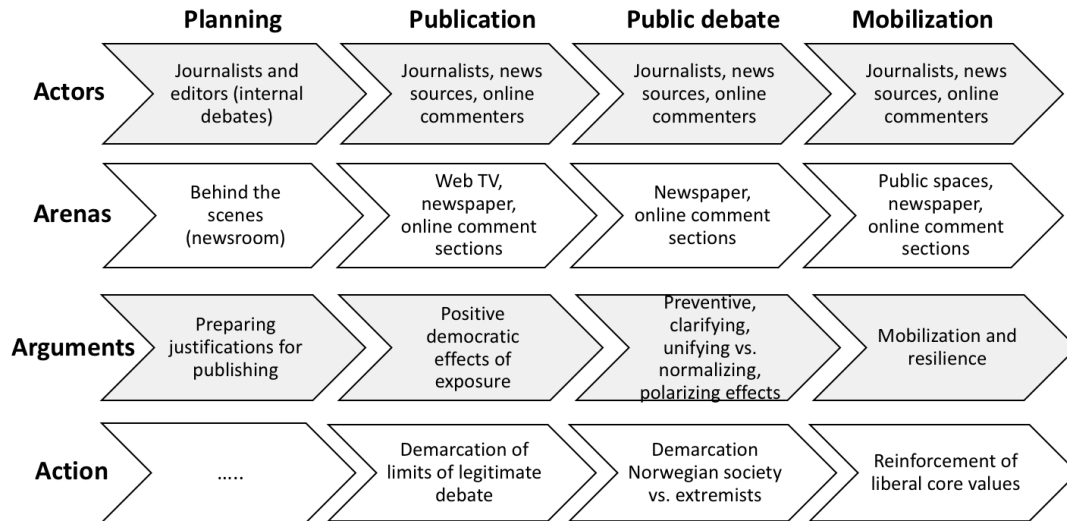 Planning
Publication
Public debate
Mobilization
Actors
Journalists and
editors (internal
debates)
Journalists, news
sources, online
commenters
Journalists, news
sources, online
commenters
Journalists, news
sources, online
commenters
Arenas
Behind the
scenes
(newsroom)
Web TV,
newspaper,
online comment
sections
Newspaper,
online comment
sections
Public spaces,
newspaper,
online comment
sections
Arguments
Preparing
justifications for
publishing
Positive
democratic
effects of
exposure
Preventive,
clarifying,
unifying vs.
normalizing,
polarizing effects
Mobilization and
resilience
Action
.....
Demarcation of
limits of legitimate
debate
Demarcation
Norwegian society
vs. extremists
Reinforcement of
liberal core values